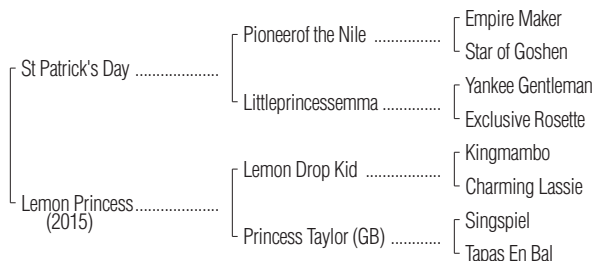 Empire Maker
Pioneerof the Nile ................
Star of Goshen
St Patrick's Day .....................
Yankee Gentleman
Littleprincessemma ...............
Exclusive Rosette
Kingmambo
Lemon Drop Kid ...................
Charming Lassie
Lemon Princess.....................
(2015)
Singspiel
Princess Taylor (GB) ............
Tapas En Bal